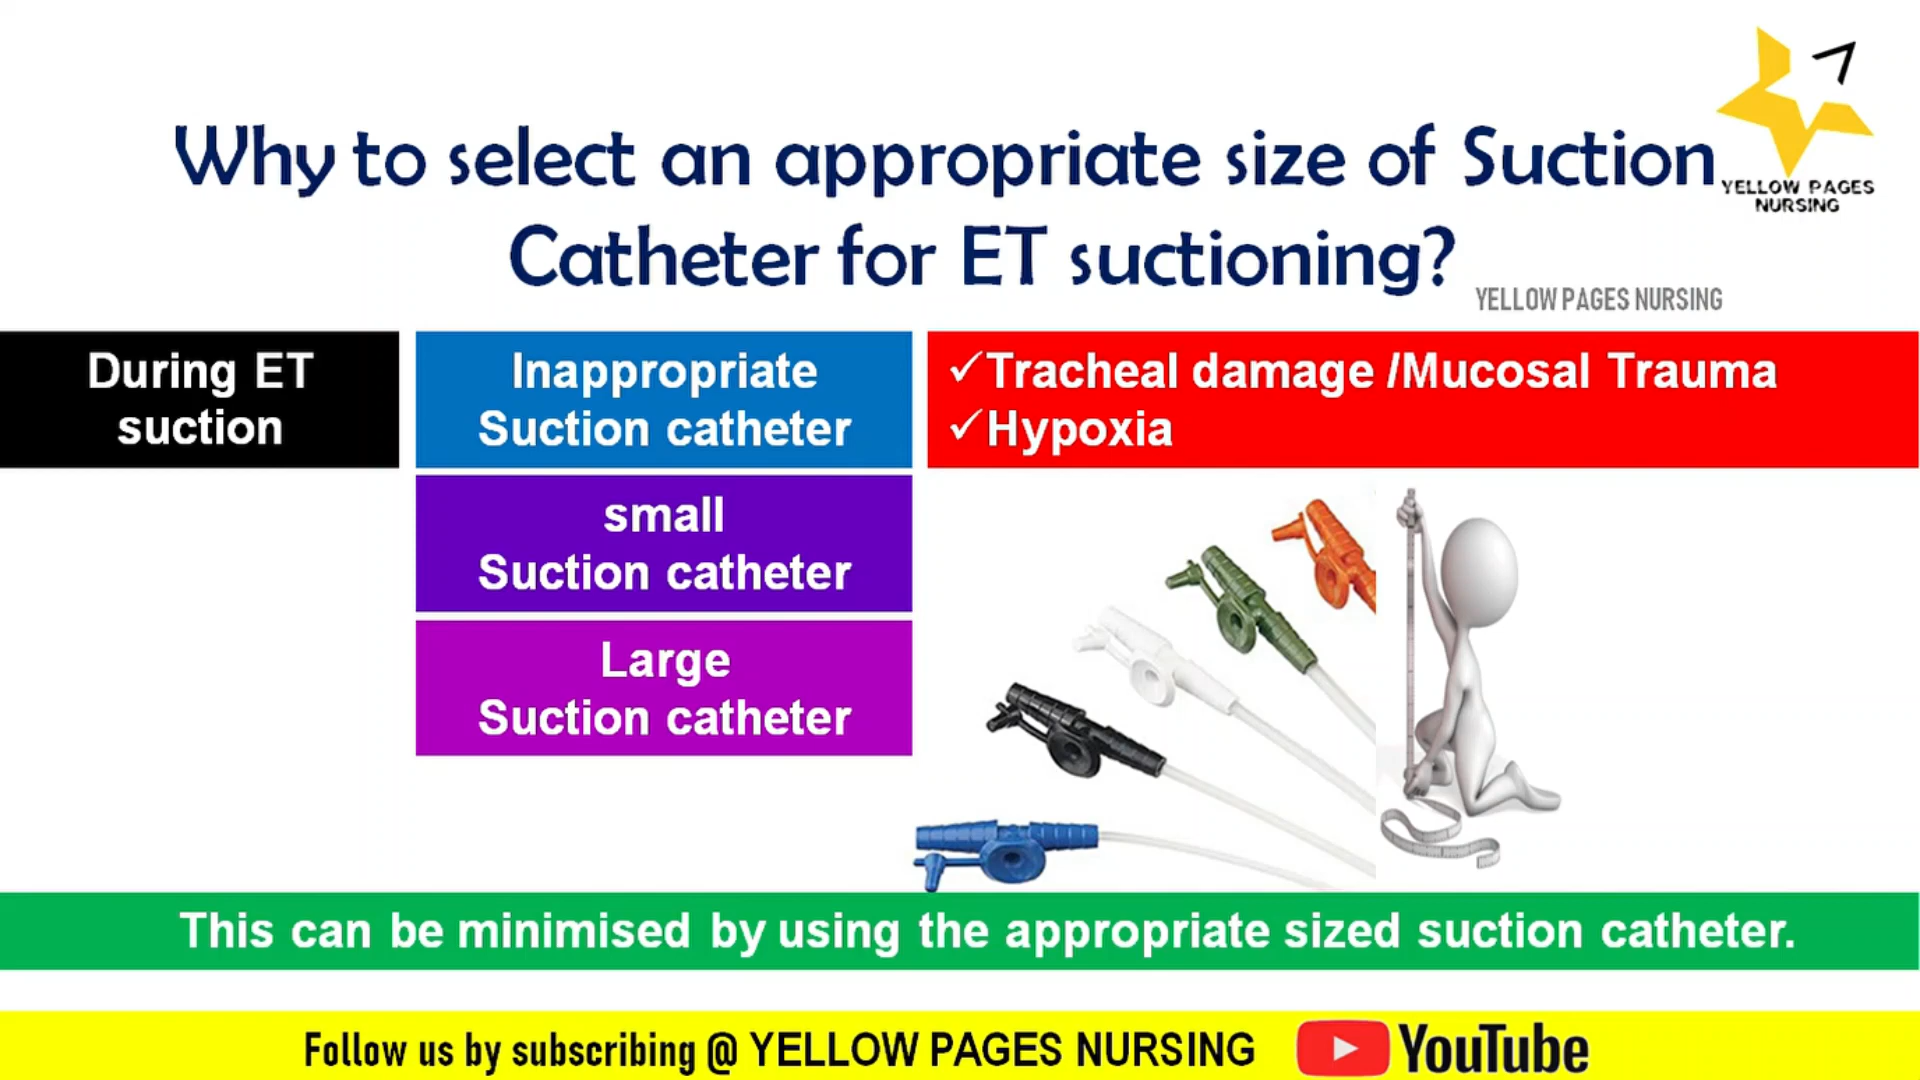 Why to select an appropriate size of Suction
Catheter for ET suctioning?
YELLOW PAGES
NURSING
YELLOW PAGES NURSING
During ET
suction
Inappropriate
Suction catheter
✓Tracheal damage /Mucosal Trauma
✓Hypoxia
small
Suction catheter
Large
Suction catheter
This can be minimised by using the appropriate sized suction catheter.
Follow us by subscribing @ YELLOW PAGES NURSING
YouTube